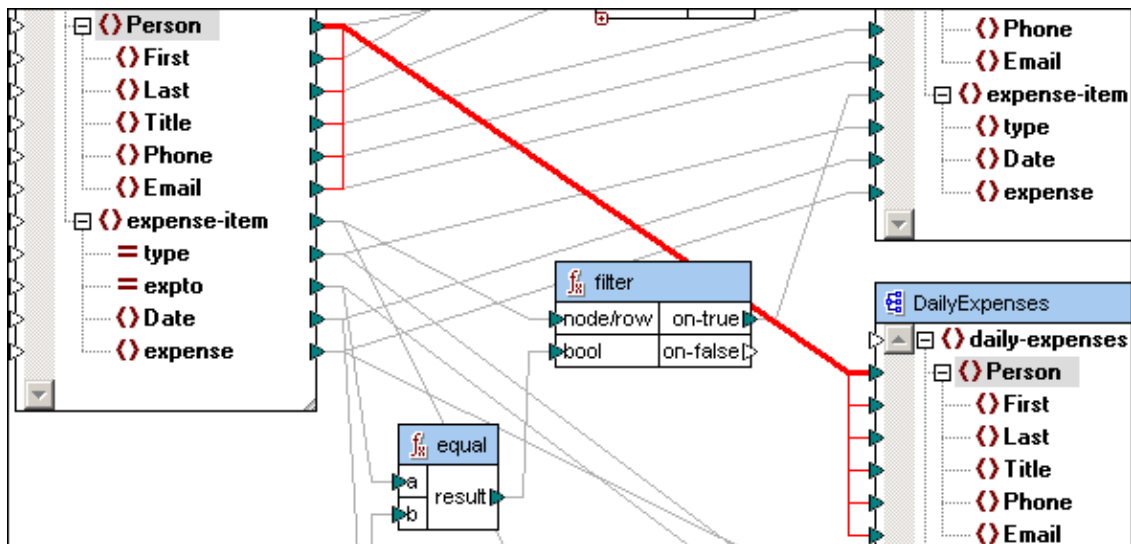 Person
First
Last
Title
Phone
Email
expense-item
type
expto
Date
expense
Phone
Email
expense-item
type
Date
expense
filter
node/row on-true
bool on-false
equal
a
result
b
DailyExpenses
daily-expenses
Person
First
Last
Title
Phone
Email